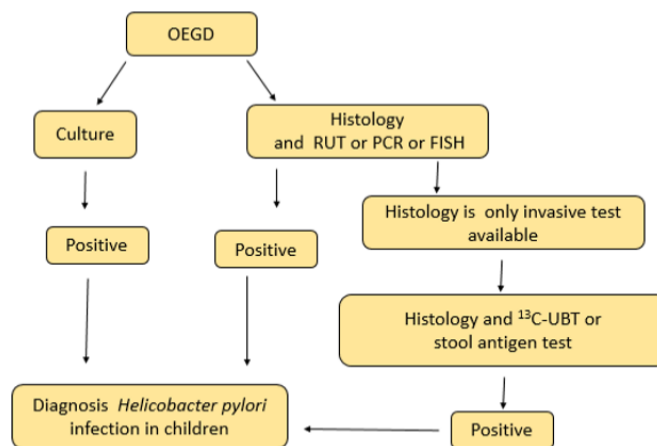 OEGD
Culture
Histology
and RUT or PCR or FISH
Histology is only invasive test
available
Positive
Positive
Histology and ¹³C-UBT or
stool antigen test
Diagnosis Helicobacter pylori
infection in children
Positive